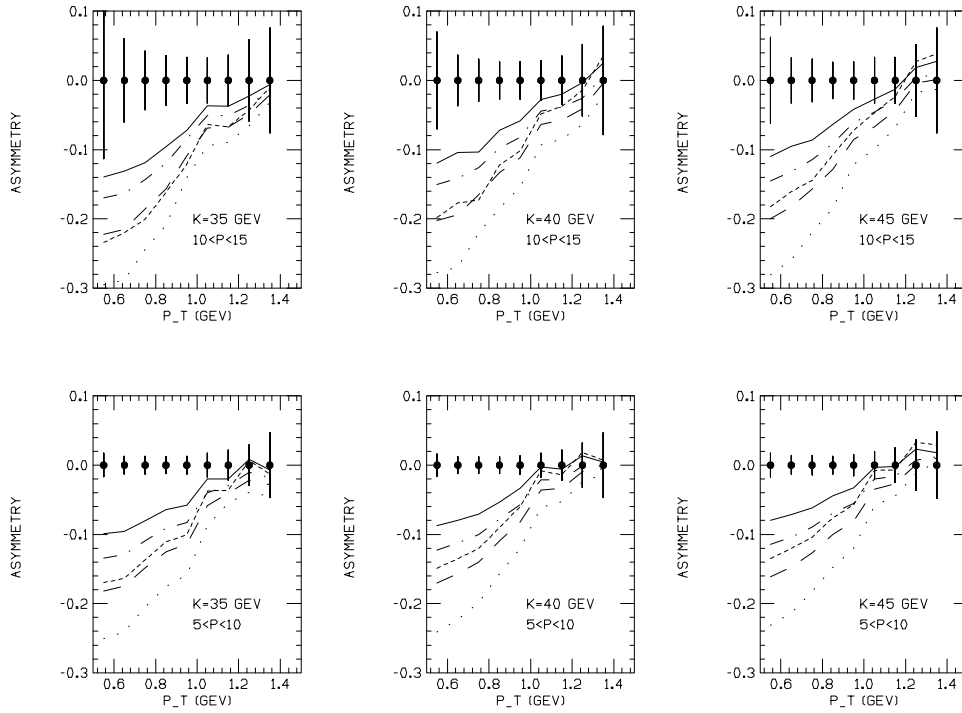 0.1 0.1 0.1
0.0 0.0 0.0
-0.1 -0.1 -0.1
-0.2 -0.2 -0.2
-0.3 -0.3 -0.3
ASYMMETRY ASYMMETRY ASYMMETRY
K=35 GEV K=40 GEV K=45 GEV
10<P<15 10<P<15 10<P<15
0.6 0.8 1.0 1.2 1.4 0.6 0.8 1.0 1.2 1.4 0.6 0.8 1.0 1.2 1.4
P_T (GEV) P_T (GEV) P_T (GEV)
0.1 0.1 0.1
0.0 0.0 0.0
-0.1 -0.1 -0.1
-0.2 -0.2 -0.2
-0.3 -0.3 -0.3
ASYMMETRY ASYMMETRY ASYMMETRY
K=35 GEV K=40 GEV K=45 GEV
5<P<10 5<P<10 5<P<10
0.6 0.8 1.0 1.2 1.4 0.6 0.8 1.0 1.2 1.4 0.6 0.8 1.0 1.2 1.4
P_T (GEV) P_T (GEV) P_T (GEV)